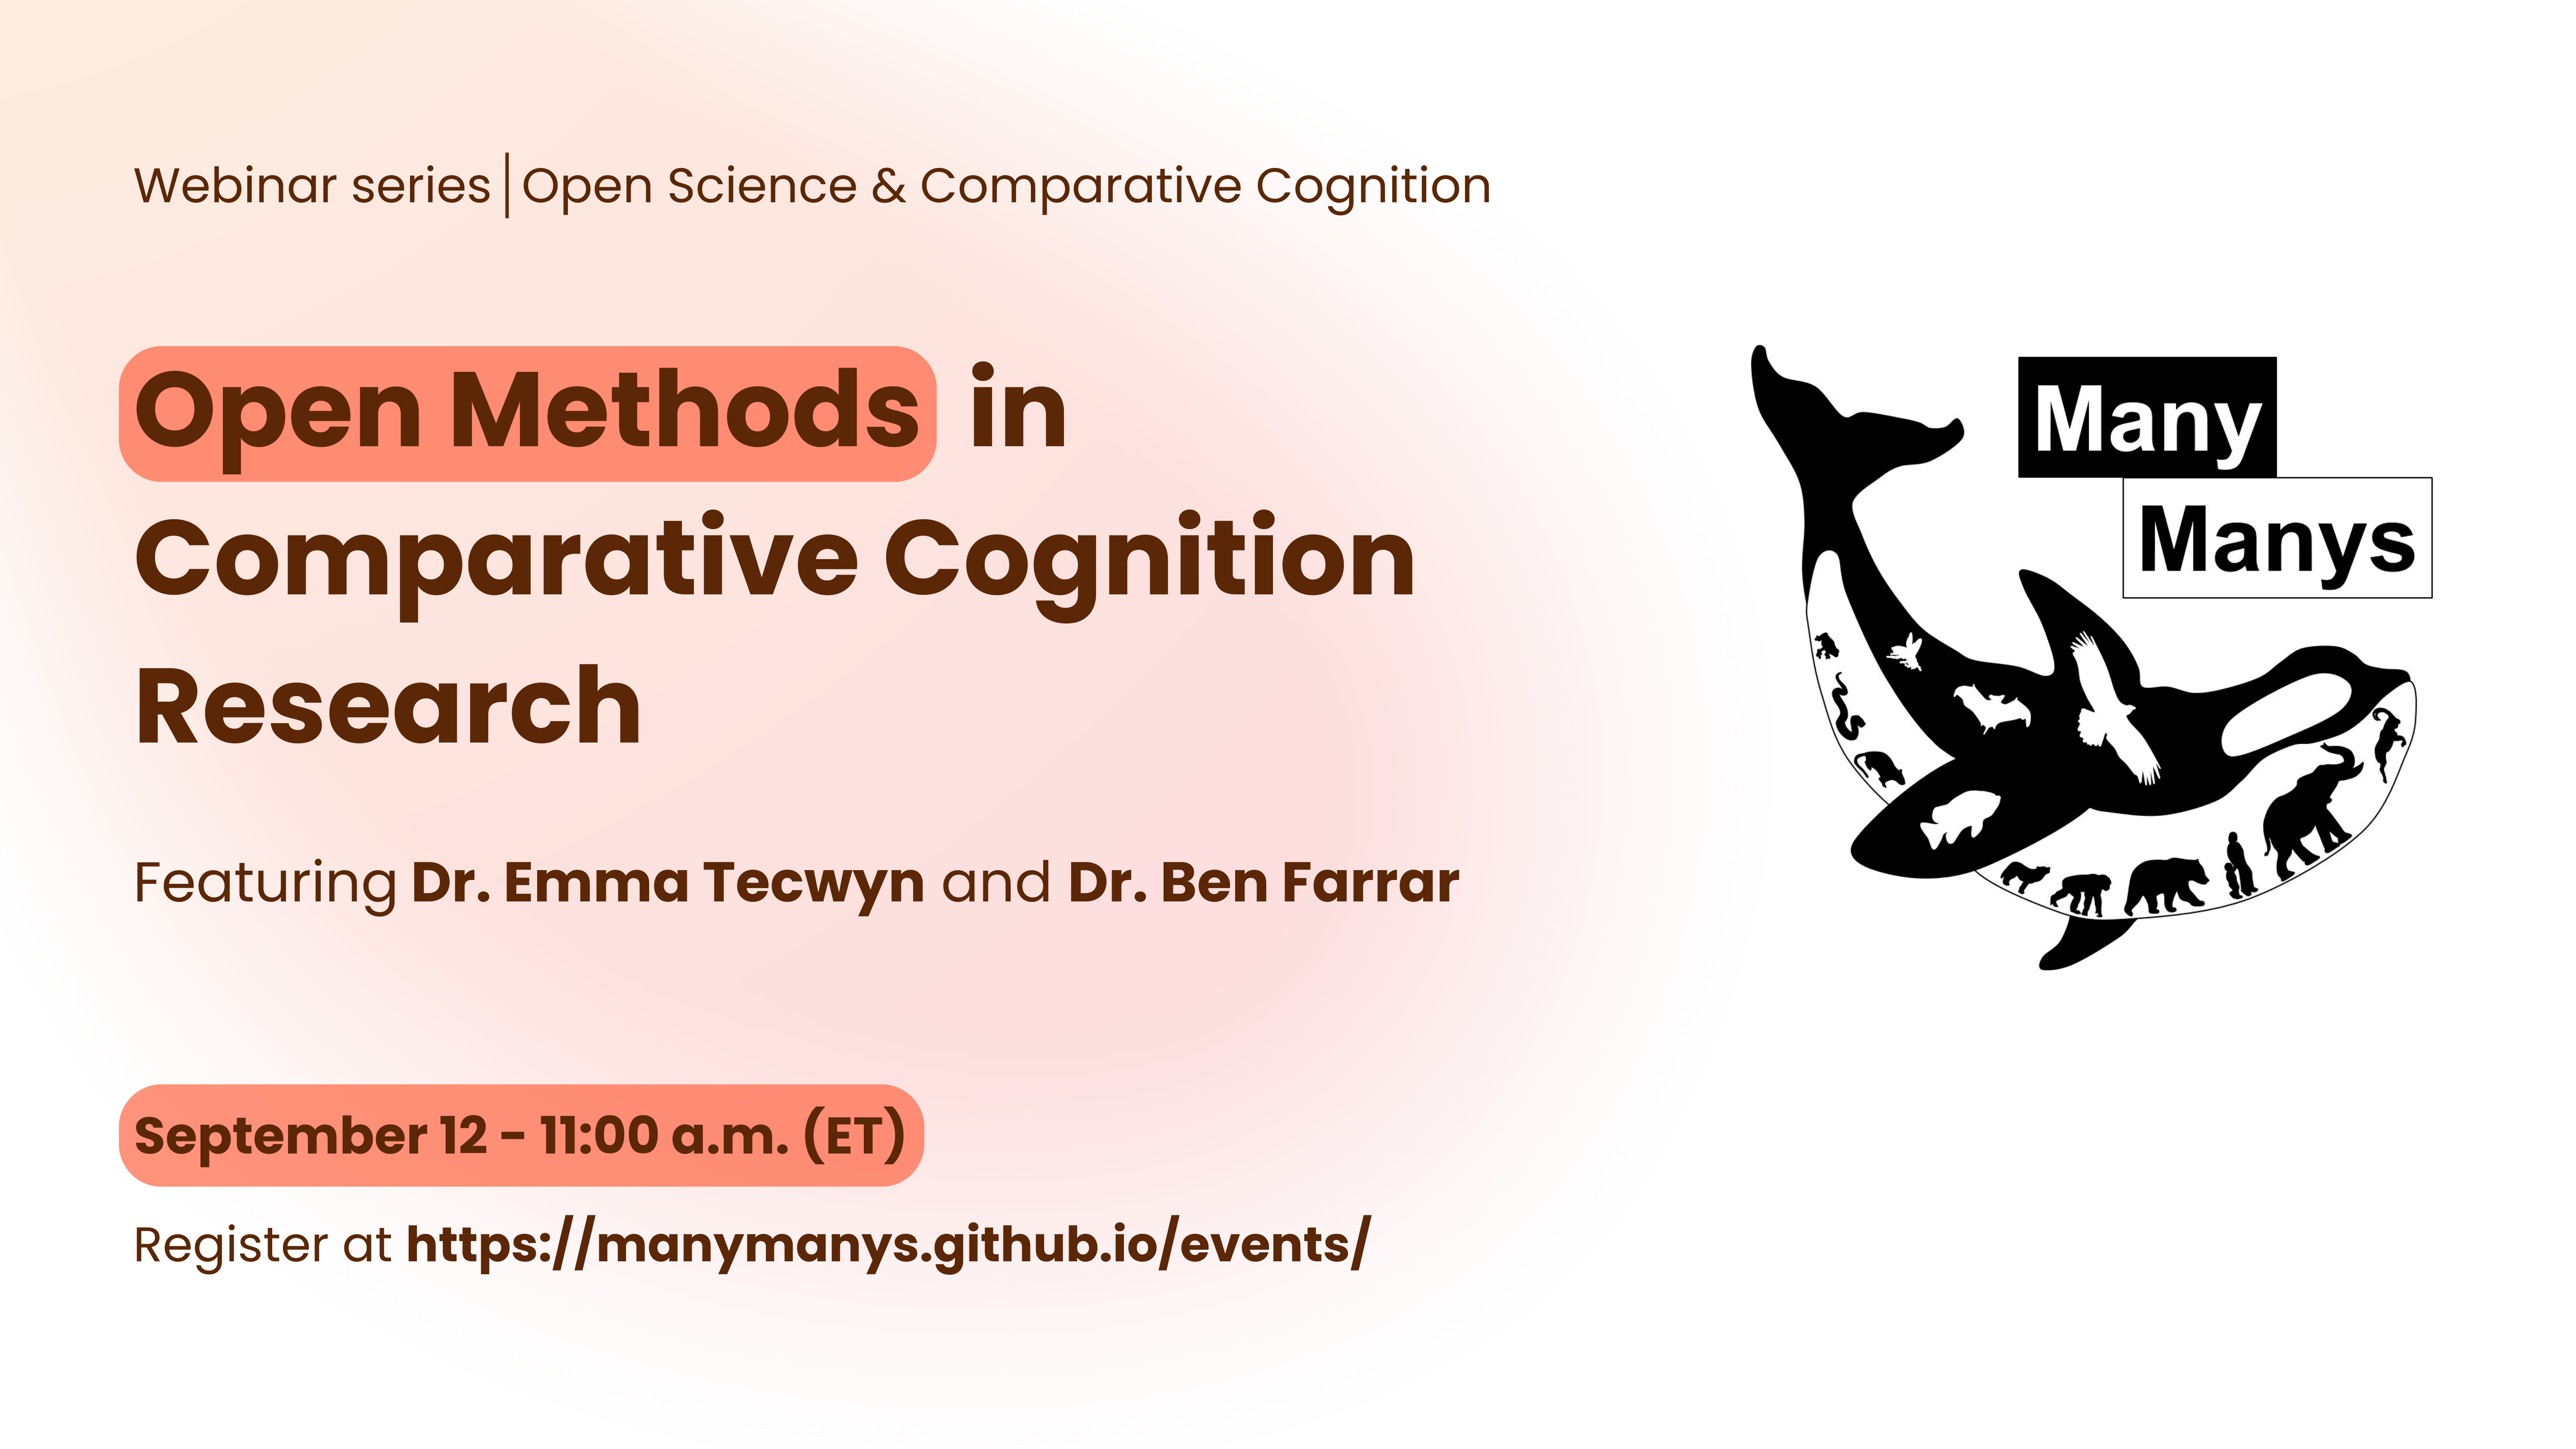 Webinar series | Open Science & Comparative Cognition
Open Methods in
Comparative Cognition
Research
Featuring Dr. Emma Tecwyn and Dr. Ben Farrar
September 12 - 11:00 a.m. (ET)
Register at https://manymanys.github.io/events/
Many
Manys